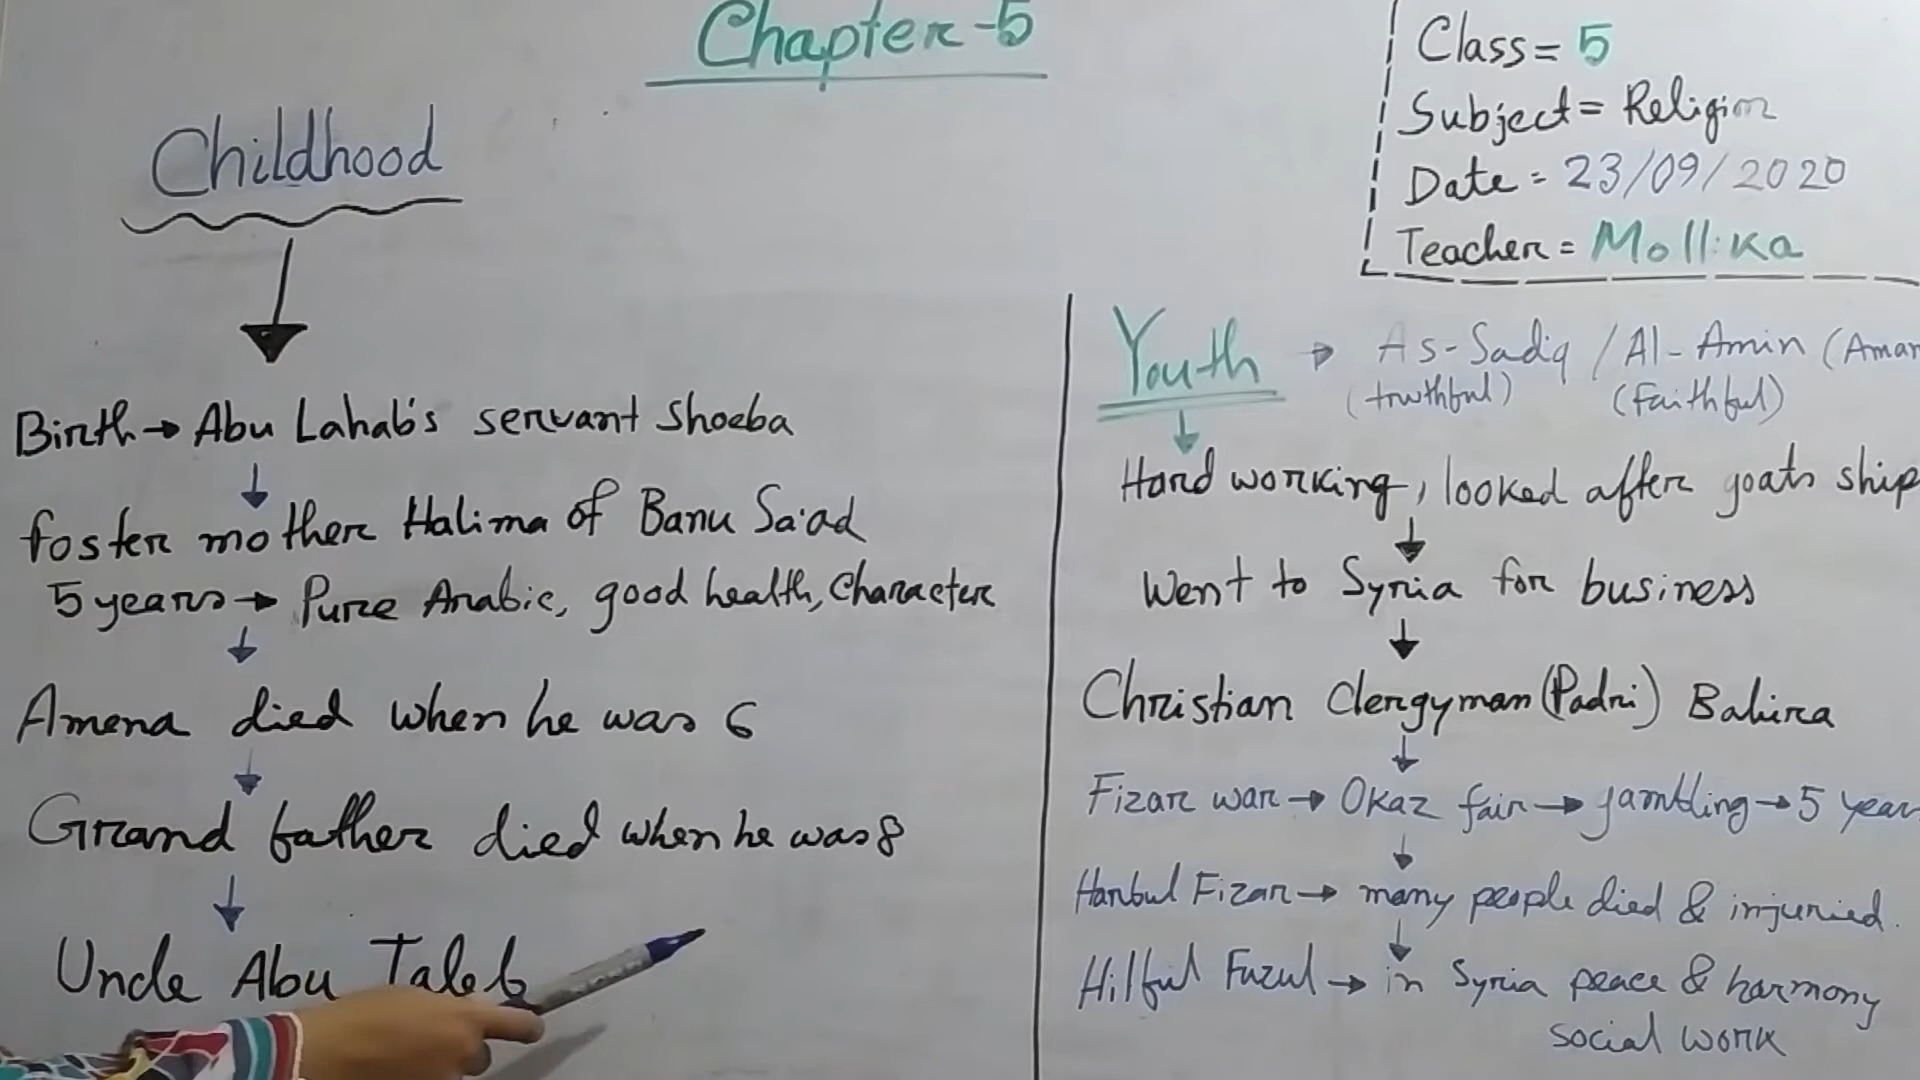 Chapter-5
Class= 5
Subject= Religion
Date= 23/09/2020
Teacher= Mollika
Childhood
Birth→ Abu Lahab's servant Shoeba
foster mother Halima of Banu Sa'ad
5 years→ Pure Arabic, good health, Character
Amena died when he was 6
Grand father died when he was 8
Uncle Abu Taleb
Youth → As-Sadiq / Al-Amin (Aman
(truthful) (Faithful)
Hard working, looked after goats ship
Went to Syria for business
Christian Clergyman (Padri) Bahira
Fizar war→ Okaz fair→ gambling→ 5 year
Harbul Fizar→ many people died & injuried.
Hilful Fuzul→ in Syria peace & harmony
social work